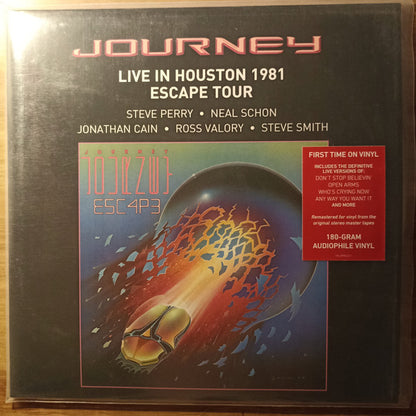 JOURNEY
LIVE IN HOUSTON 1981
ESCAPE TOUR
STEVE PERRY • NEAL SCHON
JONATHAN CAIN • ROSS VALORY • STEVE SMITH
JOURNEY
ESC4P3
FIRST TIME ON VINYL
INCLUDES THE DEFINITIVE
LIVE VERSIONS OF:
DON'T STOP BELIEVIN'
OPEN ARMS
WHO'S CRYING NOW
ANY WAY YOU WANT IT
AND MORE
Remastered for vinyl from the
original stereo master tapes
180-GRAM
AUDIOPHILE VINYL